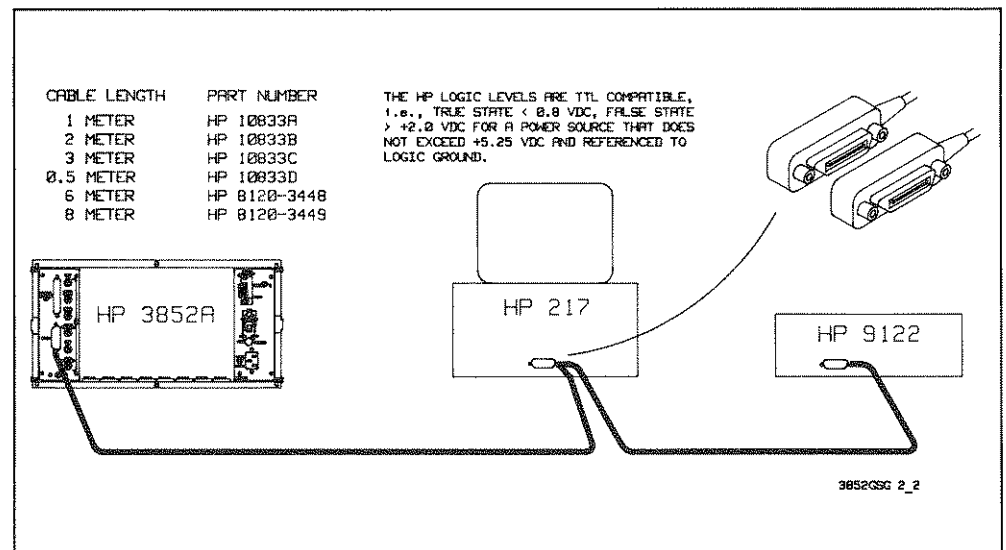 CABLE LENGTH PART NUMBER
1 METER HP 10833A
2 METER HP 10833B
3 METER HP 10833C
0.5 METER HP 10833D
6 METER HP 8120-3448
8 METER HP 8120-3449
THE HP LOGIC LEVELS ARE TTL COMPATIBLE,
i.e., TRUE STATE < 0.8 VDC, FALSE STATE
> +2.0 VDC FOR A POWER SOURCE THAT DOES
NOT EXCEED +5.25 VDC AND REFERENCED TO
LOGIC GROUND.
HP 3852A
HP 217
HP 9122
3852GSG 2_2